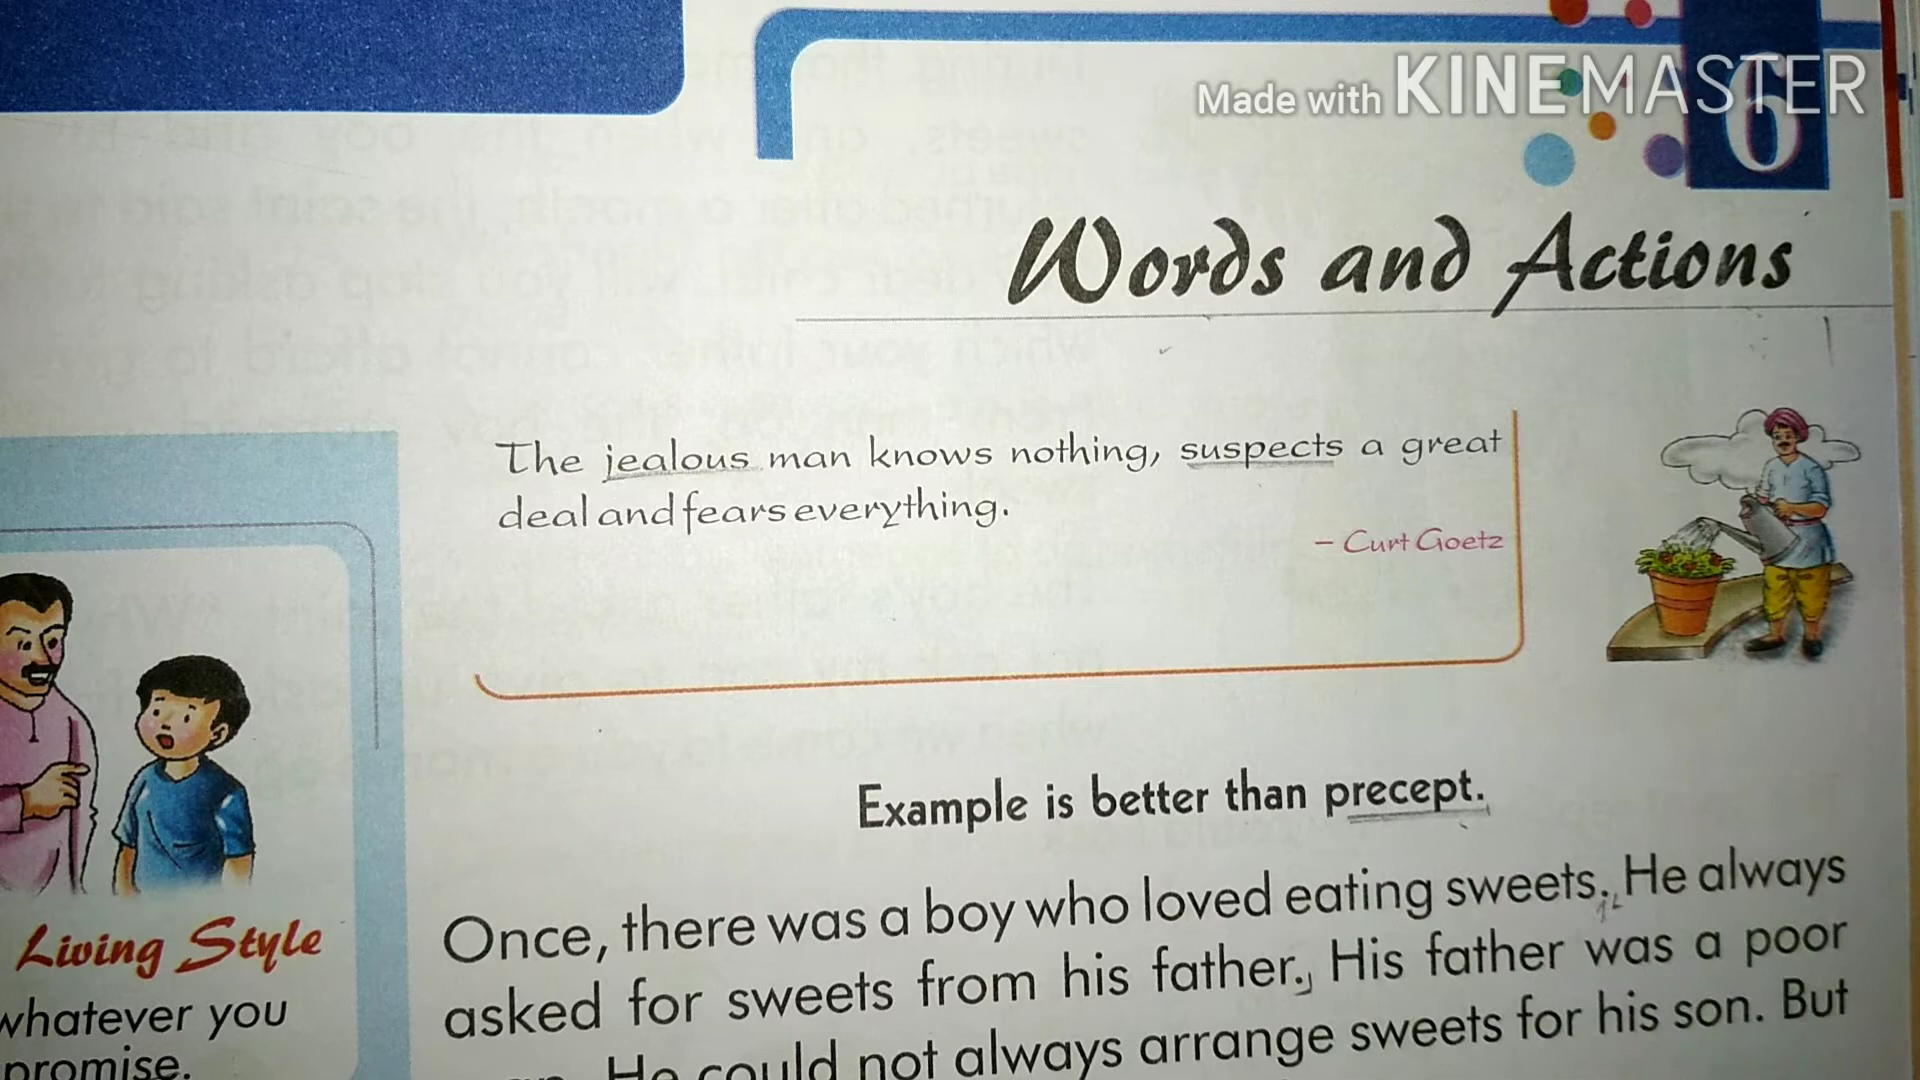 Made with KINEMASTER
6
Words and Actions
The jealous man knows nothing, suspects a great
deal and fears everything.
– Curt Goetz
Example is better than precept.
Once, there was a boy who loved eating sweets. He always
asked for sweets from his father. His father was a poor
He could not always arrange sweets for his son. But
Living Style
whatever you
promise.